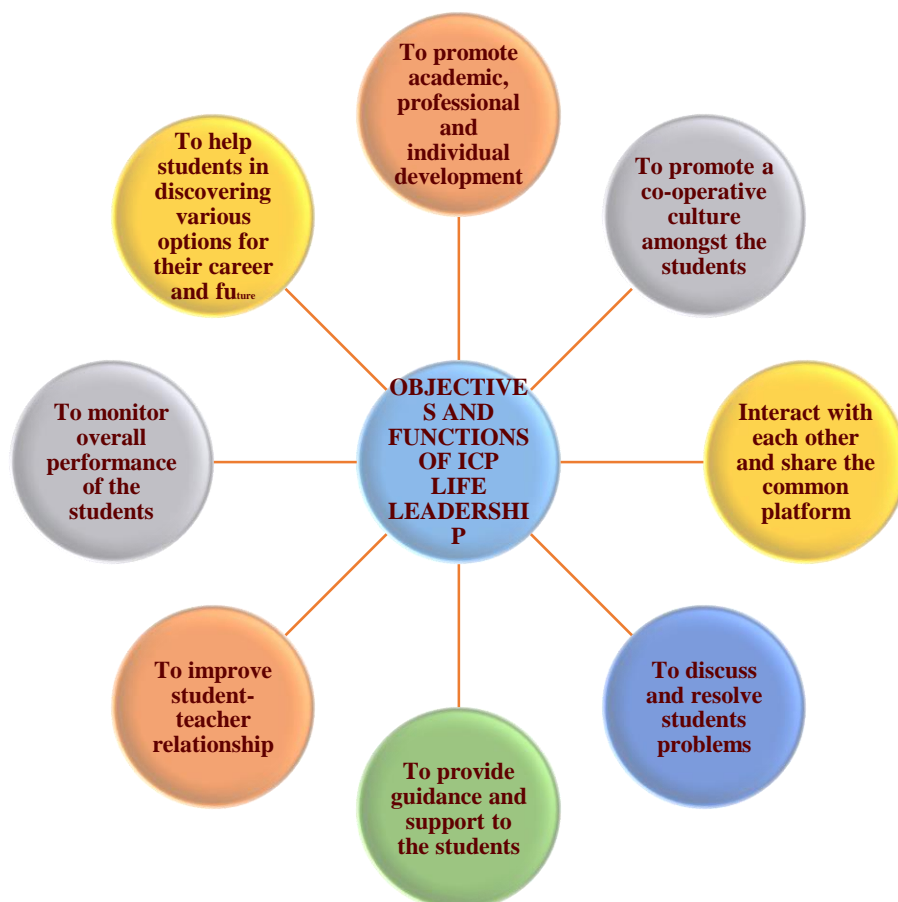 To promote
academic,
professional
and
individual
development
To promote a
co-operative
culture
amongst the
students
Interact with
each other
and share the
common
platform
To discuss
and resolve
students
problems
To provide
guidance and
support to
the students
To improve
student-
teacher
relationship
To monitor
overall
performance
of the
students
To help
students in
discovering
various
options for
their career
and future
OBJECTIVE
S AND
FUNCTIONS
OF ICP
LIFE
LEADERSHI
P